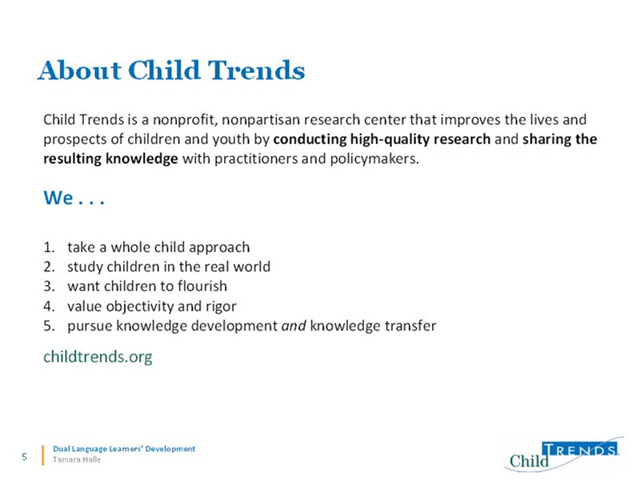 About Child Trends
Child Trends is a nonprofit, nonpartisan research center that improves the lives and
prospects of children and youth by conducting high-quality research and sharing the
resulting knowledge with practitioners and policymakers.
We . . .
1. take a whole child approach
2. study children in the real world
3. want children to flourish
4. value objectivity and rigor
5. pursue knowledge development and knowledge transfer
childtrends.org
5
Dual Language Learners' Development
Tamara Halle
Child TRENDS